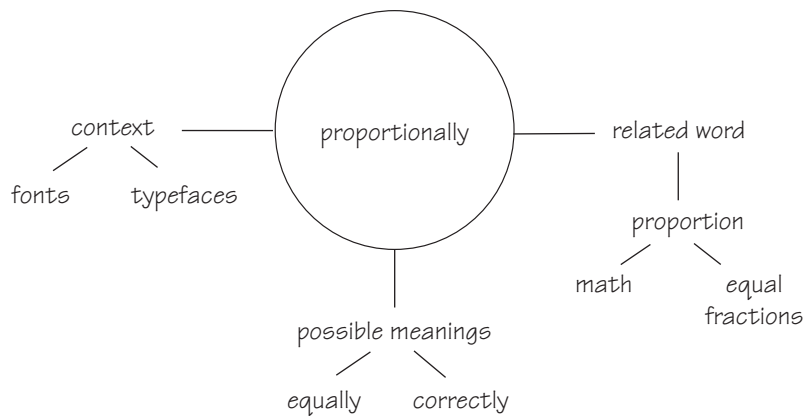 proportionally
context
fonts
typefaces
related word
proportion
math
equal
fractions
possible meanings
equally
correctly